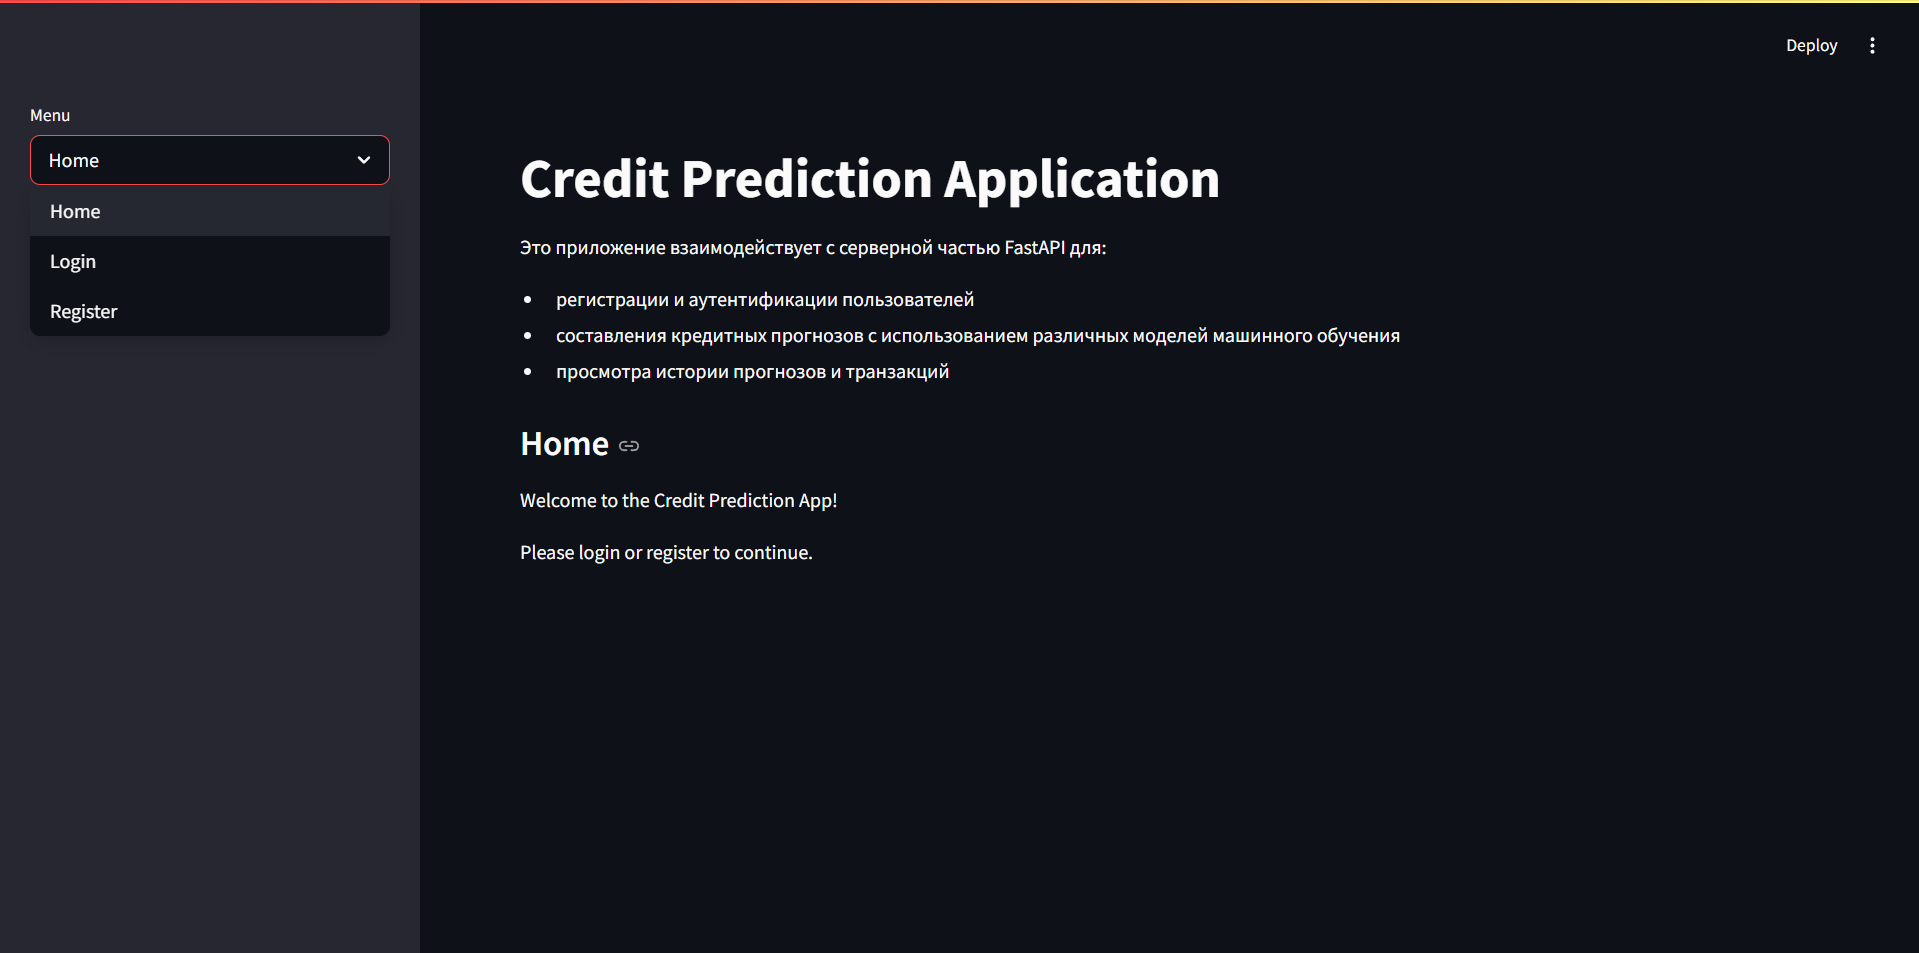 Deploy
Menu
Home
Home
Login
Register
Credit Prediction Application
Это приложение взаимодействует с серверной частью FastAPI для:
регистрации и аутентификации пользователей
составления кредитных прогнозов с использованием различных моделей машинного обучения
просмотра истории прогнозов и транзакций
Home
Welcome to the Credit Prediction App!
Please login or register to continue.